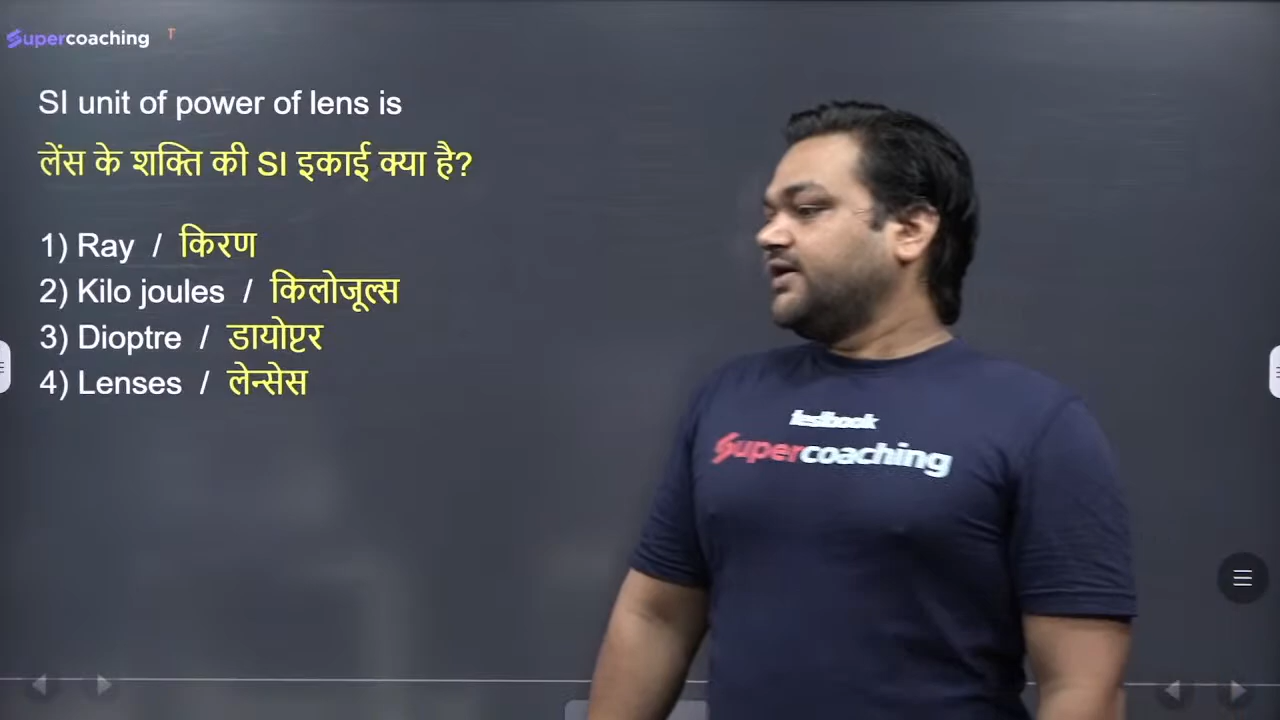 Supercoaching T
SI unit of power of lens is
लेंस के शक्ति की SI इकाई क्या है?
1) Ray / किरण
2) Kilo joules / किलोजूल्स
3) Dioptre / डायोप्टर
4) Lenses / लेन्सेस
testbook
Supercoaching